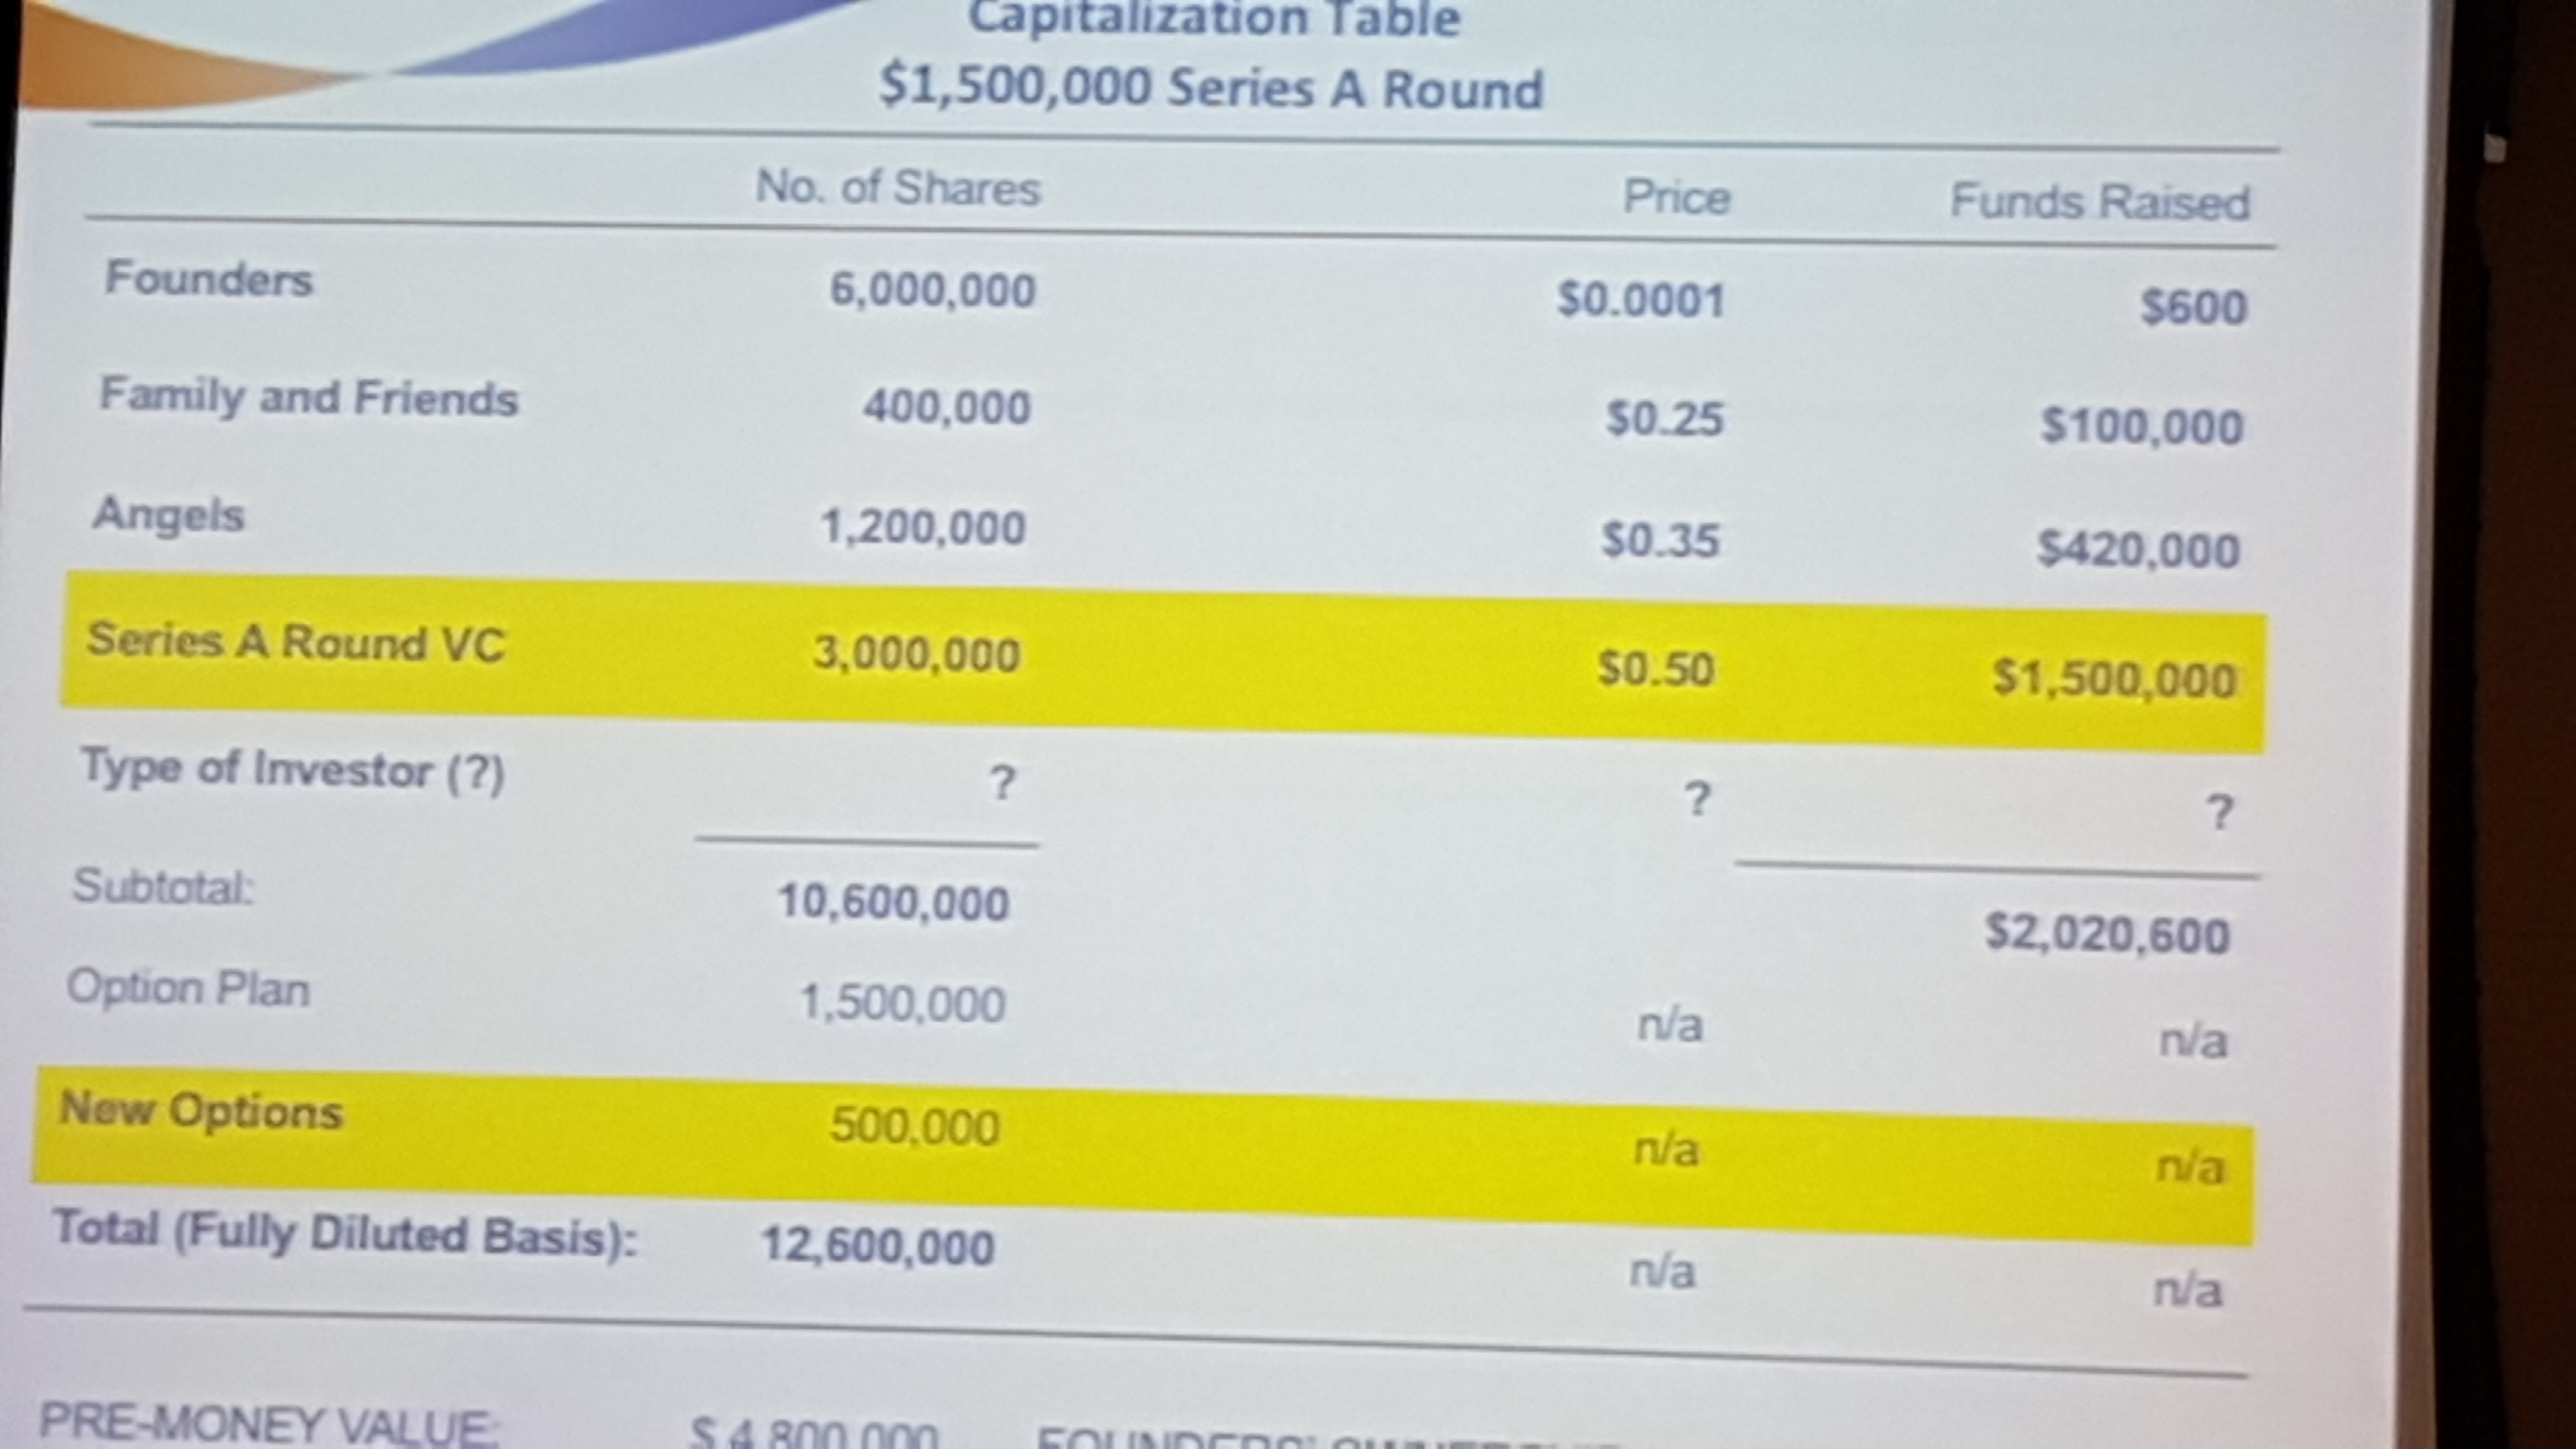 Capitalization Table
$1,500,000 Series A Round
No. of Shares Price Funds Raised
Founders 6,000,000 $0.0001 $600
Family and Friends 400,000 $0.25 $100,000
Angels 1,200,000 $0.35 $420,000
Series A Round VC 3,000,000 $0.50 $1,500,000
Type of Investor (?) ? ? ?
Subtotal: 10,600,000 $2,020,600
Option Plan 1,500,000 n/a n/a
New Options 500,000 n/a n/a
Total (Fully Diluted Basis): 12,600,000 n/a n/a
PRE-MONEY VALUE: $ 4,800,000 FOUNDERS'